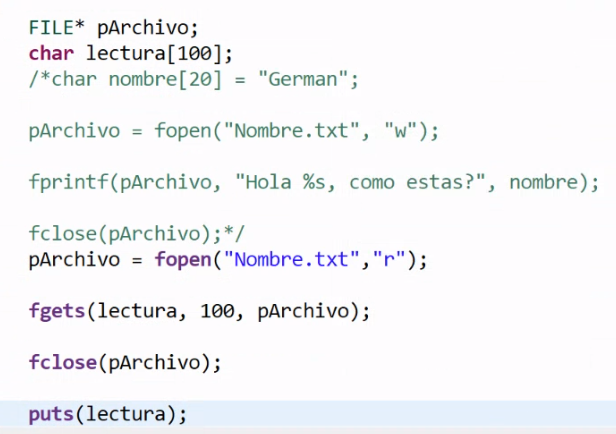 FILE* pArchivo;
char lectura[100];
/*char nombre[20] = "German";
pArchivo = fopen("Nombre.txt", "w");
fprintf(pArchivo, "Hola %s, como estas?", nombre);
fclose(pArchivo);*/
pArchivo = fopen("Nombre.txt","r");
fgets(lectura, 100, pArchivo);
fclose(pArchivo);
puts(lectura);